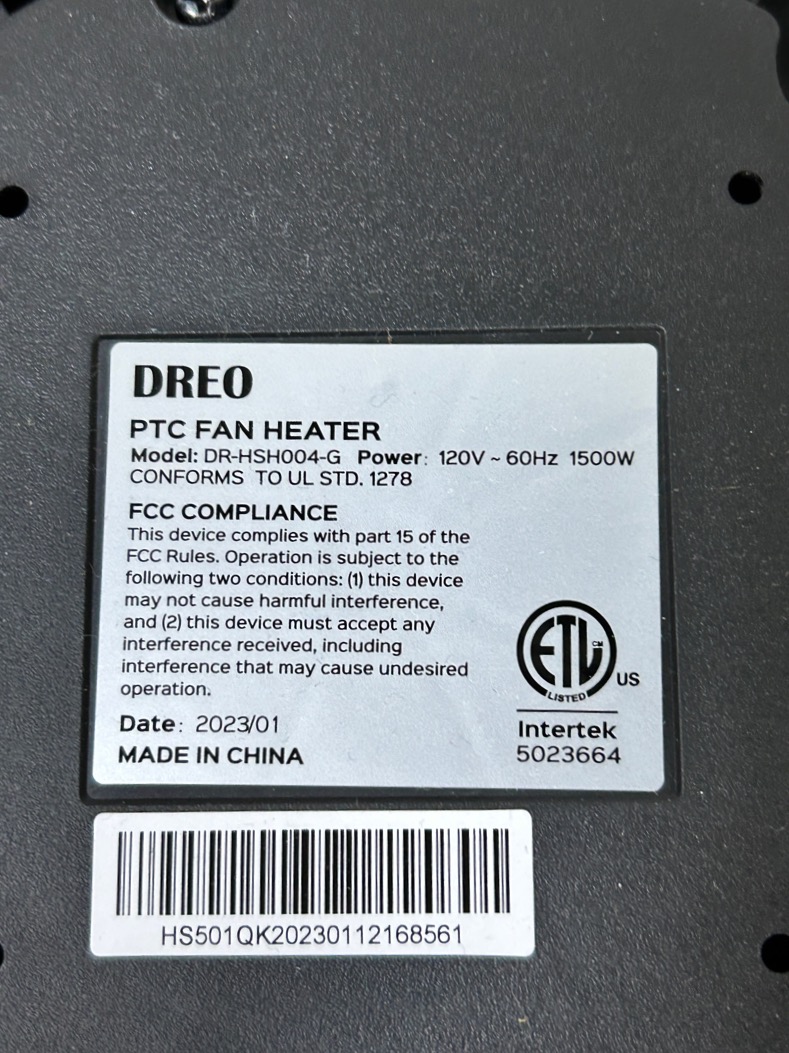 DREO
PTC FAN HEATER
Model: DR-HSH004-G Power: 120V ~ 60Hz 1500W
CONFORMS TO UL STD. 1278
FCC COMPLIANCE
This device complies with part 15 of the
FCC Rules. Operation is subject to the
following two conditions: (1) this device
may not cause harmful interference,
and (2) this device must accept any
interference received, including
interference that may cause undesired
operation.
Date: 2023/01
MADE IN CHINA
ETL CM
LISTED
US
Intertek
5023664
HS501QK20230112168561